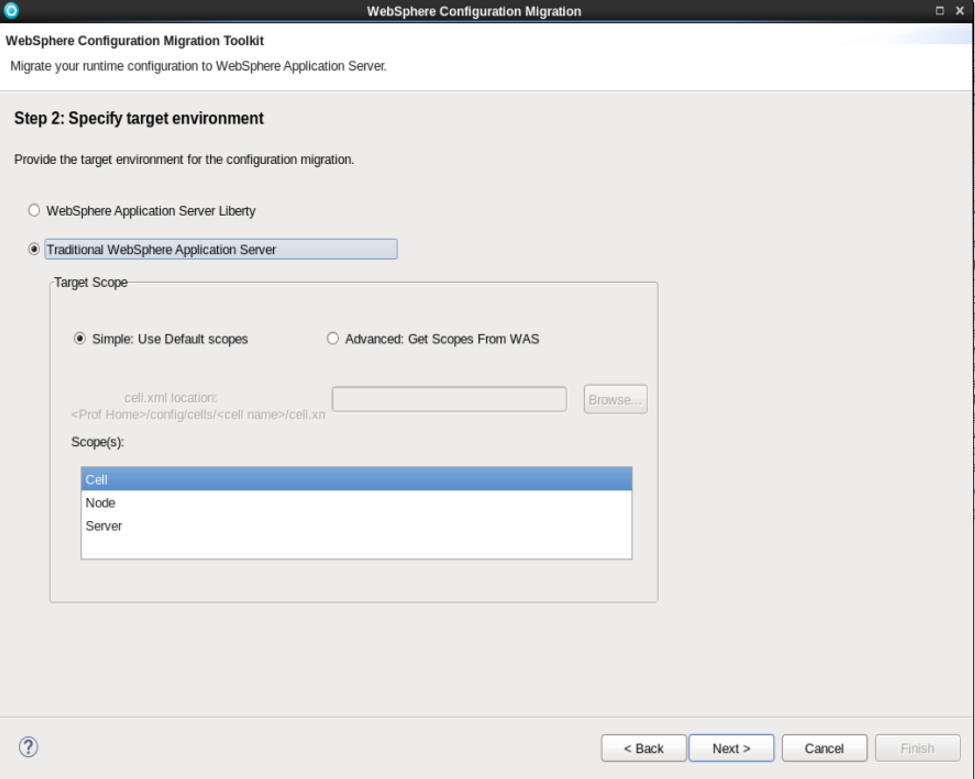 WebSphere Configuration Migration
WebSphere Configuration Migration Toolkit
Migrate your runtime configuration to WebSphere Application Server.
Step 2: Specify target environment
Provide the target environment for the configuration migration.
WebSphere Application Server Liberty
Traditional WebSphere Application Server
Target Scope
Simple: Use Default scopes
Advanced: Get Scopes From WAS
cell.xml location:
<Prof Home>/config/cells/<cell name>/cell.xn
Browse...
Scope(s):
Cell
Node
Server
< Back
Next >
Cancel
Finish